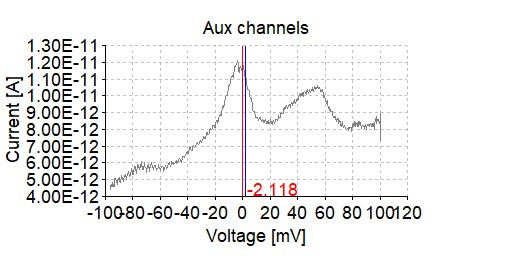 Aux channels
1.30E-11
1.20E-11
1.10E-11
1.00E-11
9.00E-12
8.00E-12
7.00E-12
6.00E-12
5.00E-12
4.00E-12
Current [A]
-2.118
-100-80 -60 -40 -20 0 20 40 60 80 100 120
Voltage [mV]